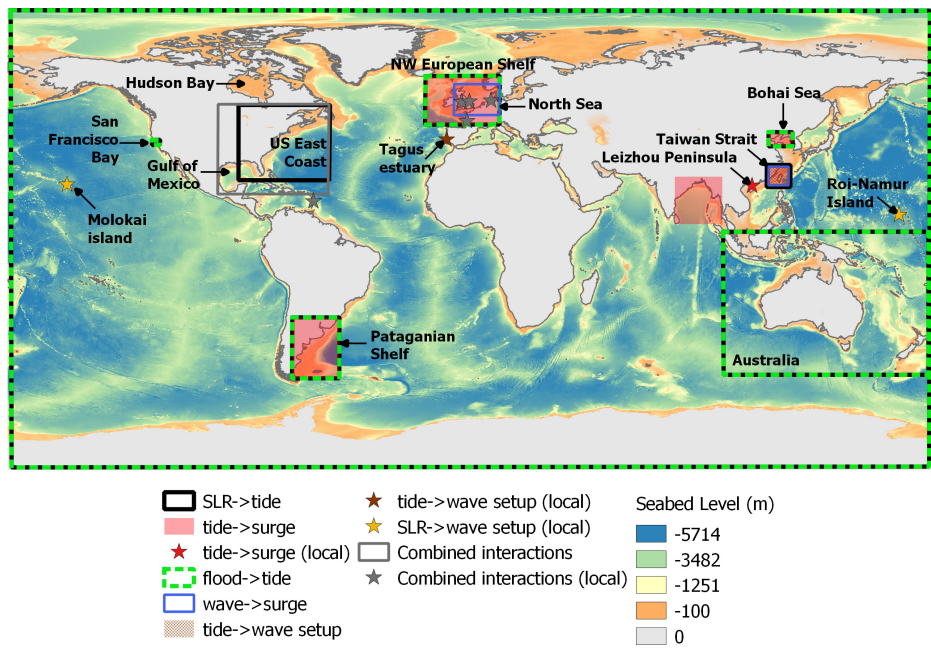 NW European Shelf
Hudson Bay
Bohai Sea
North Sea
San
Francisco
Bay
US East
Coast
Tagus
estuary
Taiwan Strait
Leizhou Peninsula
Gulf of
Mexico
Roi-Namur
Island
Molokai
island
Pataganian
Shelf
Australia
SLR->tide
tide->surge
tide->surge (local)
flood->tide
wave->surge
tide->wave setup
tide->wave setup (local)
SLR->wave setup (local)
Combined interactions
Combined interactions (local)
Seabed Level (m)
-5714
-3482
-1251
-100
0